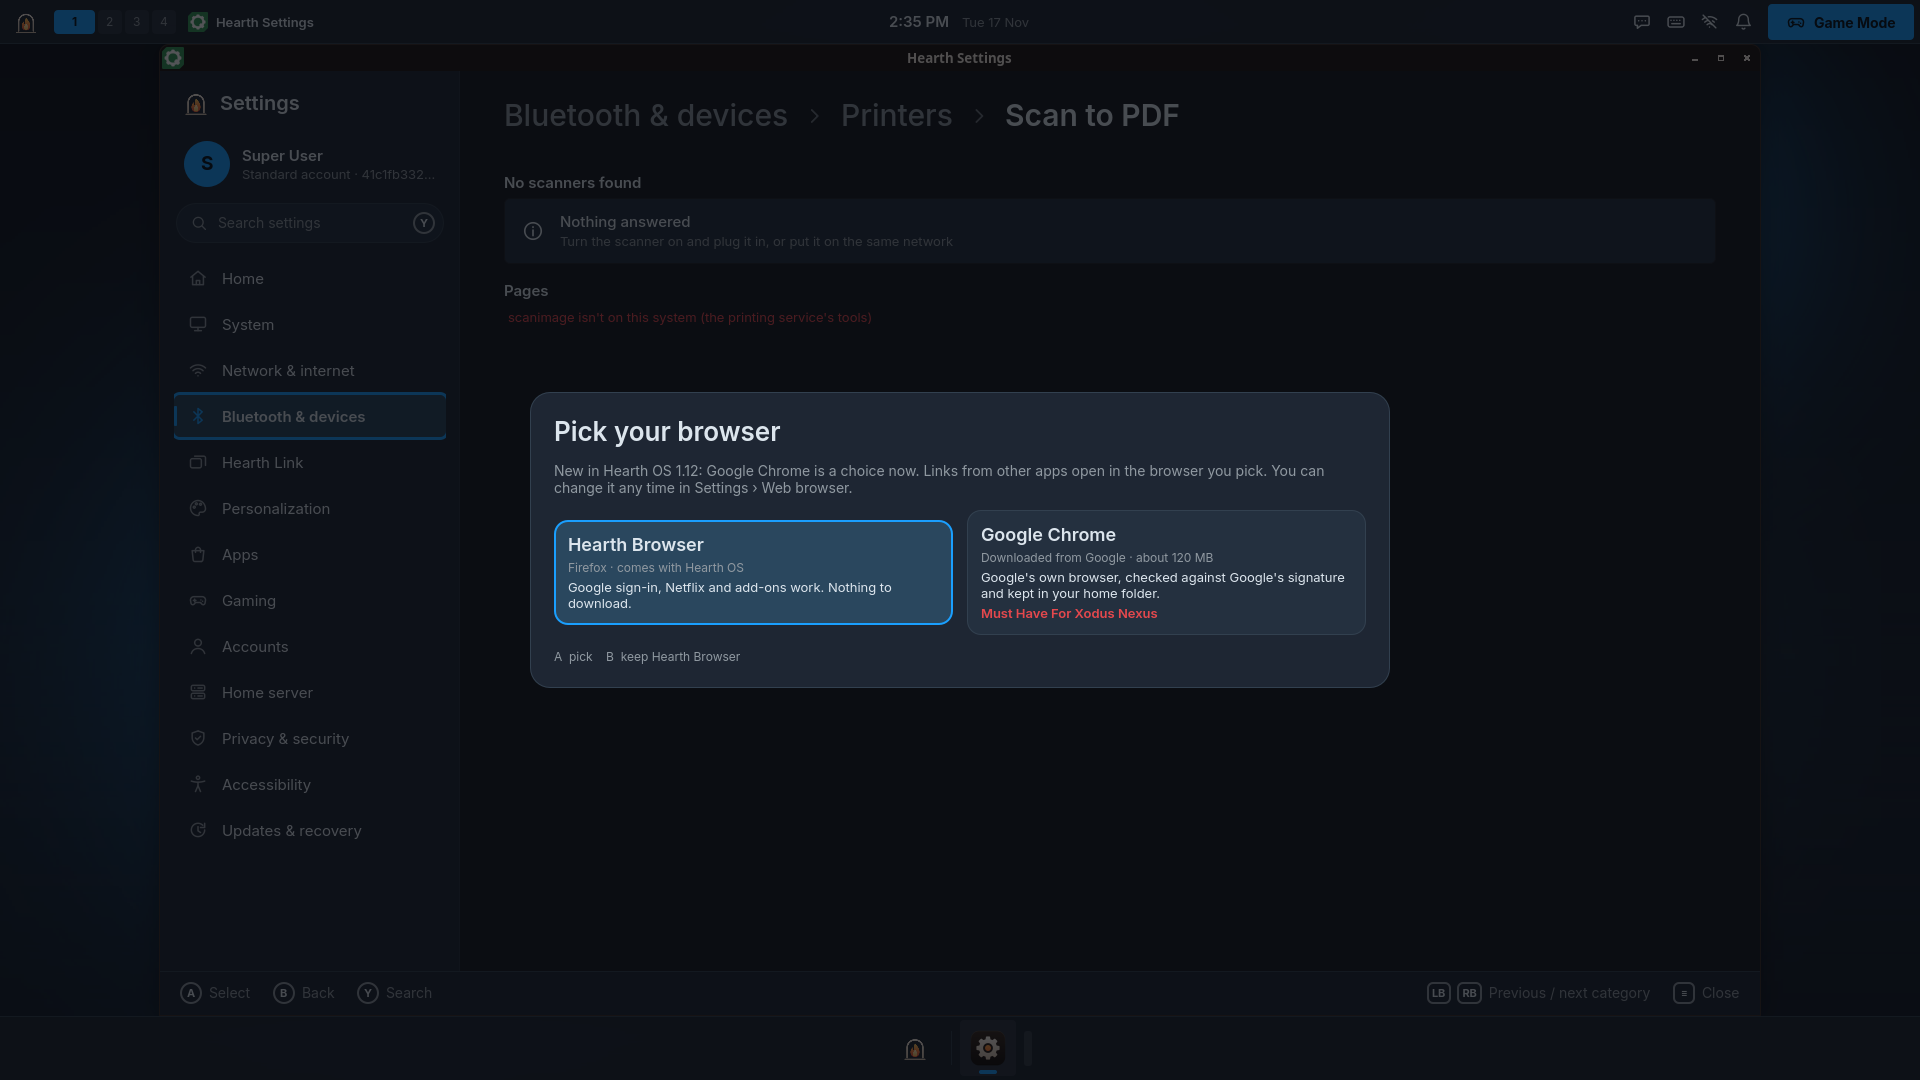 1 2 3 4 Hearth Settings
2:35 PM Tue 17 Nov
Game Mode
Hearth Settings
Settings
S
Super User
Standard account · 41c1fb332...
Search settings Y
Home
System
Network & internet
Bluetooth & devices
Hearth Link
Personalization
Apps
Gaming
Accounts
Home server
Privacy & security
Accessibility
Updates & recovery
Bluetooth & devices › Printers › Scan to PDF
No scanners found
Nothing answered
Turn the scanner on and plug it in, or put it on the same network
Pages
scanimage isn't on this system (the printing service's tools)
Pick your browser
New in Hearth OS 1.12: Google Chrome is a choice now. Links from other apps open in the browser you pick. You can
change it any time in Settings › Web browser.
Hearth Browser
Firefox · comes with Hearth OS
Google sign-in, Netflix and add-ons work. Nothing to
download.
Google Chrome
Downloaded from Google · about 120 MB
Google's own browser, checked against Google's signature
and kept in your home folder.
Must Have For Xodus Nexus
A pick B keep Hearth Browser
A Select B Back Y Search
LB RB Previous / next category ≡ Close